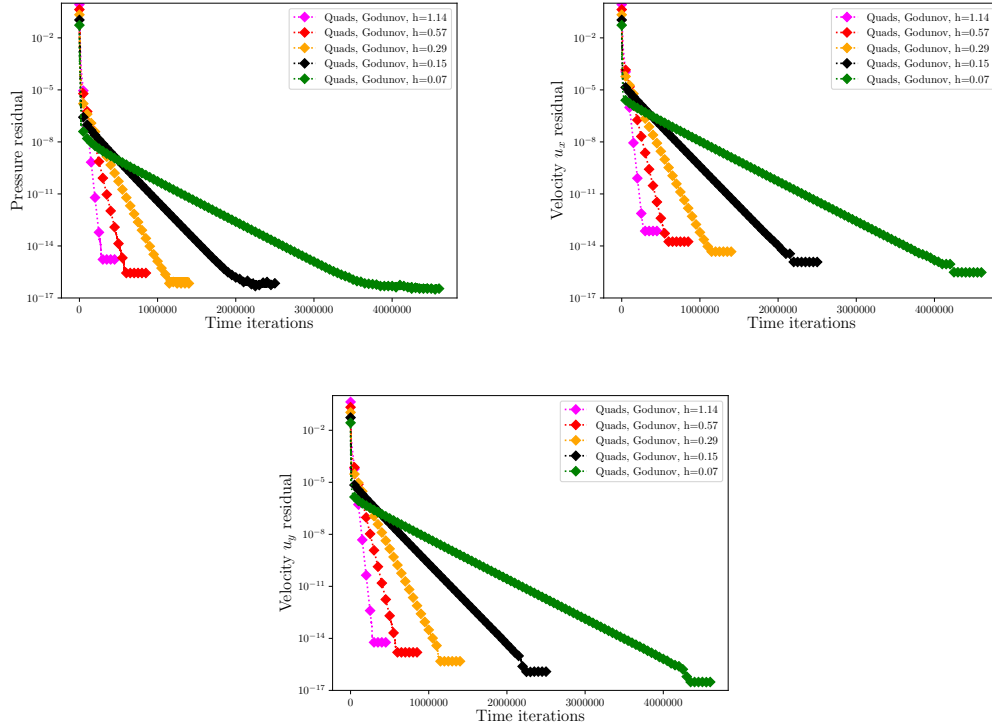 Pressure residual
10⁻²
10⁻⁵
10⁻⁸
10⁻¹¹
10⁻¹⁴
10⁻¹⁷
Quads, Godunov, h=1.14
Quads, Godunov, h=0.57
Quads, Godunov, h=0.29
Quads, Godunov, h=0.15
Quads, Godunov, h=0.07
0 1000000 2000000 3000000 4000000
Time iterations
Velocity uₓ residual
10⁻²
10⁻⁵
10⁻⁸
10⁻¹¹
10⁻¹⁴
10⁻¹⁷
Quads, Godunov, h=1.14
Quads, Godunov, h=0.57
Quads, Godunov, h=0.29
Quads, Godunov, h=0.15
Quads, Godunov, h=0.07
0 1000000 2000000 3000000 4000000
Time iterations
Velocity u_y residual
10⁻²
10⁻⁵
10⁻⁸
10⁻¹¹
10⁻¹⁴
10⁻¹⁷
Quads, Godunov, h=1.14
Quads, Godunov, h=0.57
Quads, Godunov, h=0.29
Quads, Godunov, h=0.15
Quads, Godunov, h=0.07
0 1000000 2000000 3000000 4000000
Time iterations